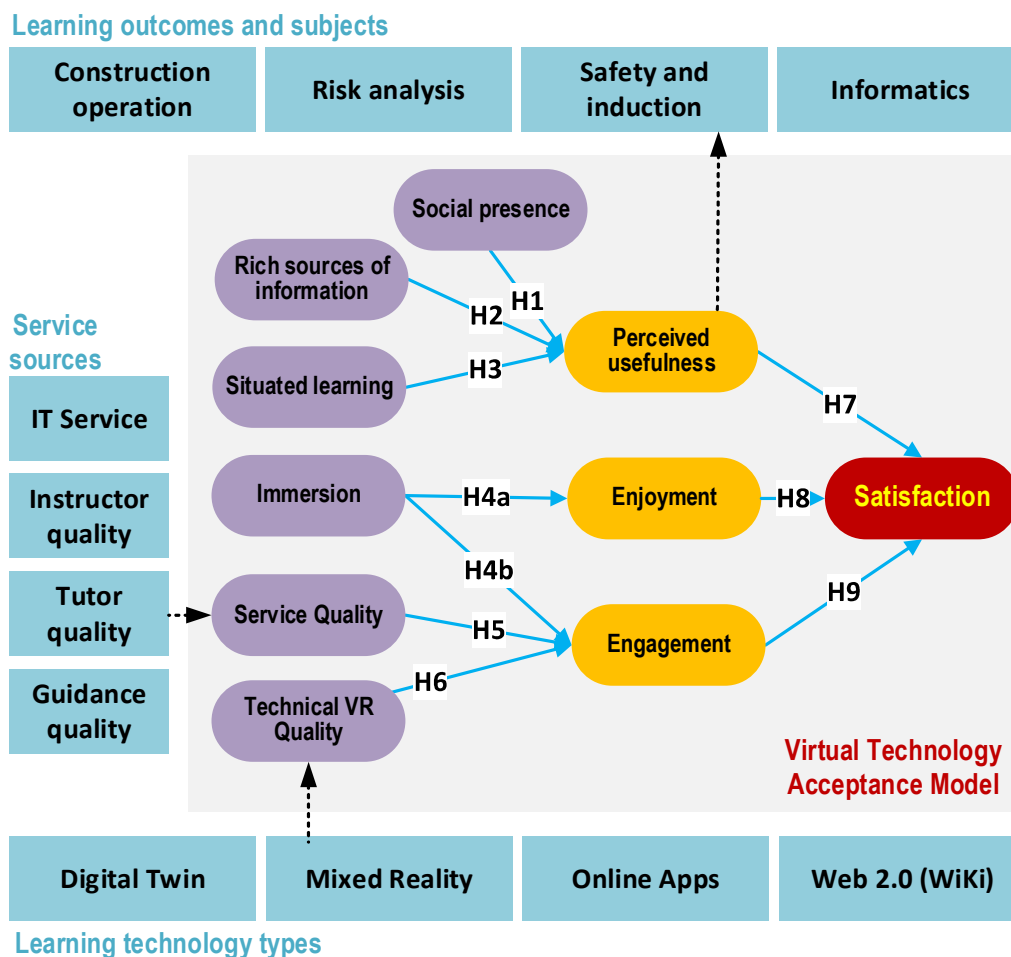 Learning outcomes and subjects
Construction
operation
Risk analysis
Safety and
induction
Informatics
Social presence
Rich sources of
information
H1
H2
Service
sources
Perceived
usefulness
Situated learning
H3
IT Service
H7
Immersion
H4a
Enjoyment
H8
Satisfaction
Instructor
quality
H4b
H9
Tutor
quality
Service Quality
H5
Engagement
H6
Guidance
quality
Technical VR
Quality
Virtual Technology
Acceptance Model
Digital Twin
Mixed Reality
Online Apps
Web 2.0 (WiKi)
Learning technology types